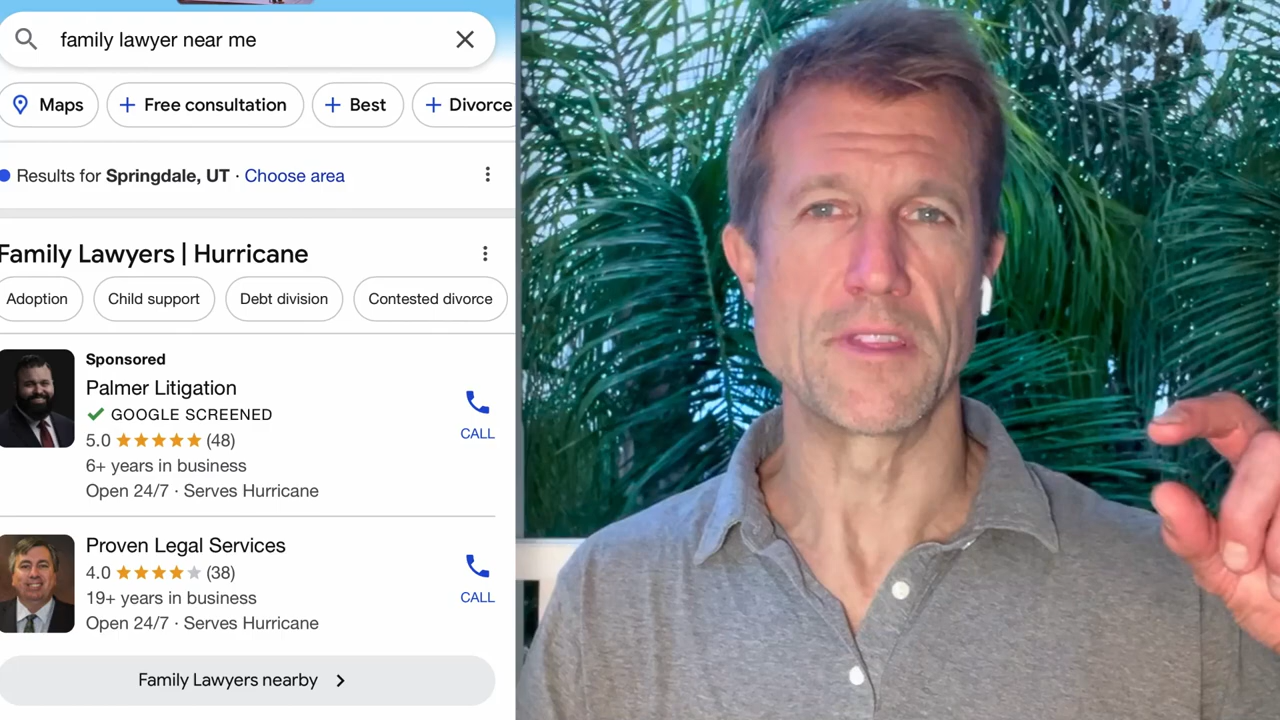 family lawyer near me
Maps
+ Free consultation
+ Best
+ Divorce
Results for Springdale, UT · Choose area
Family Lawyers | Hurricane
Adoption
Child support
Debt division
Contested divorce
Sponsored
Palmer Litigation
GOOGLE SCREENED
5.0 ★★★★★ (48)
6+ years in business
Open 24/7 · Serves Hurricane
CALL
Proven Legal Services
4.0 ★★★★☆ (38)
19+ years in business
Open 24/7 · Serves Hurricane
CALL
Family Lawyers nearby